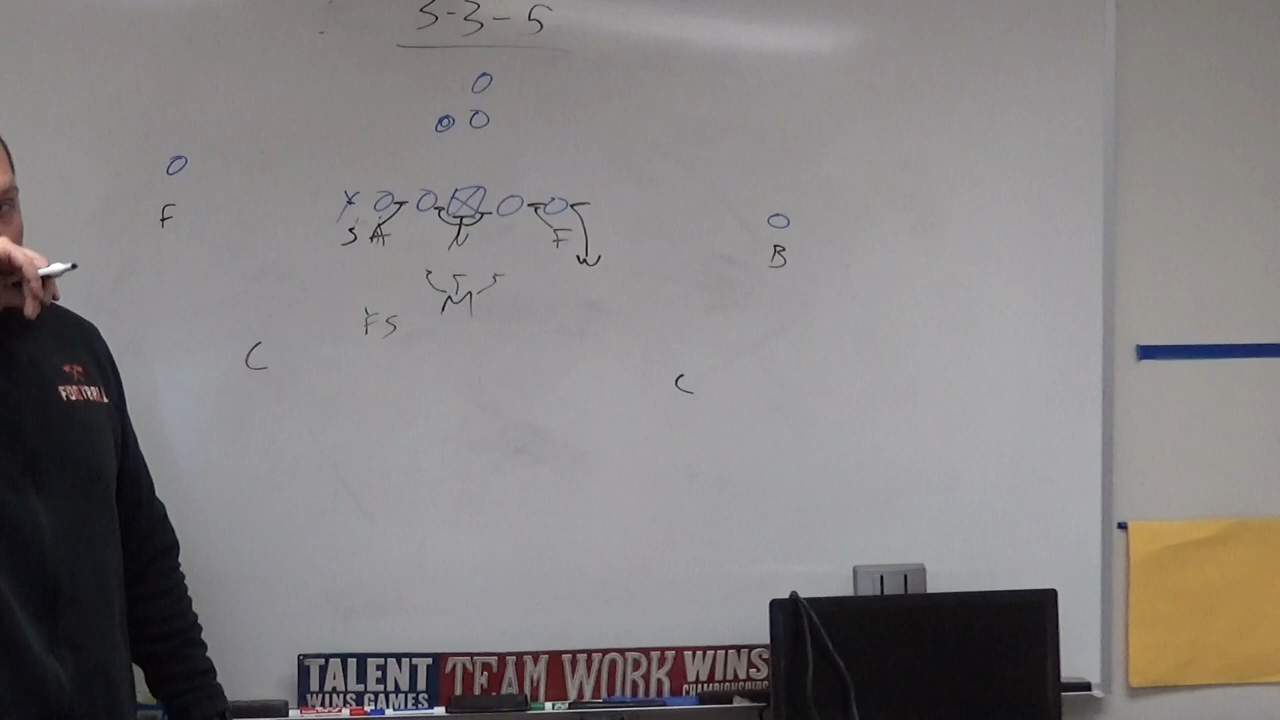 3-3-5
F
Y
S A N F W
B
M
FS
C
C
FOOTBALL
TALENT WINS GAMES
TEAM WORK WINS CHAMPIONSHIPS